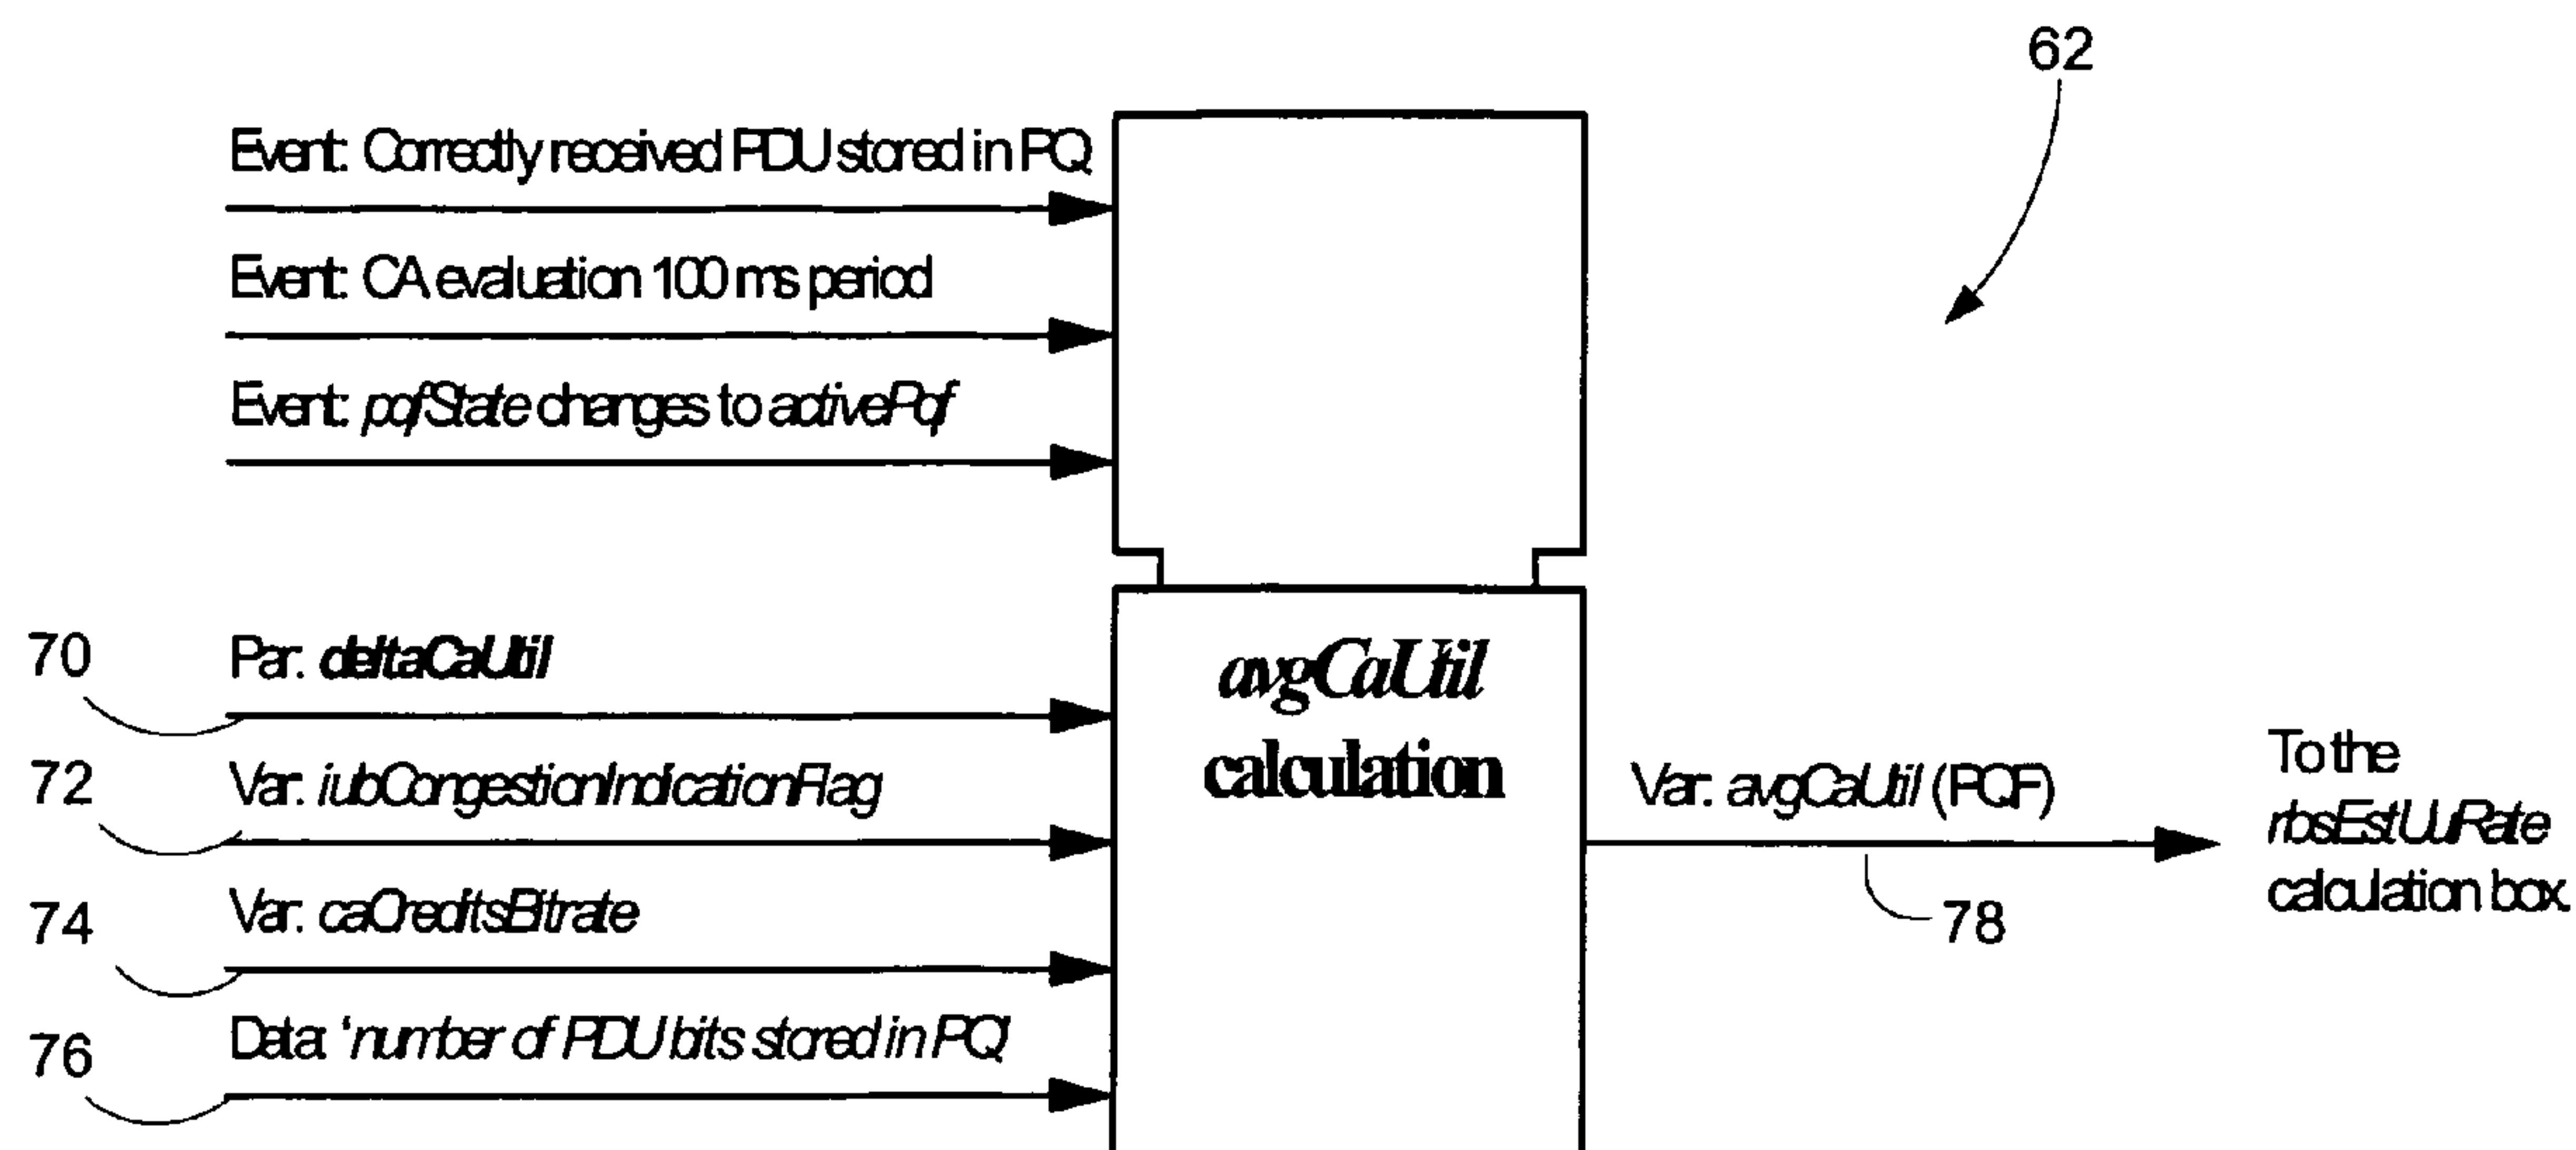 62
Event: Correctly received PDU stored in PQ
Event: CA evaluation 100 ms period
Event: pqfState changes to activePqf
70
Par: deltaCaUtil
72
Var: iubCongestionIndicationFlag
74
Var: caCreditsBitrate
76
Data: 'number of PDU bits stored in PQ'
avgCaUtil
calculation
Var: avgCaUtil (PQF)
78
To the
rbsEstUuRate
calculation box.